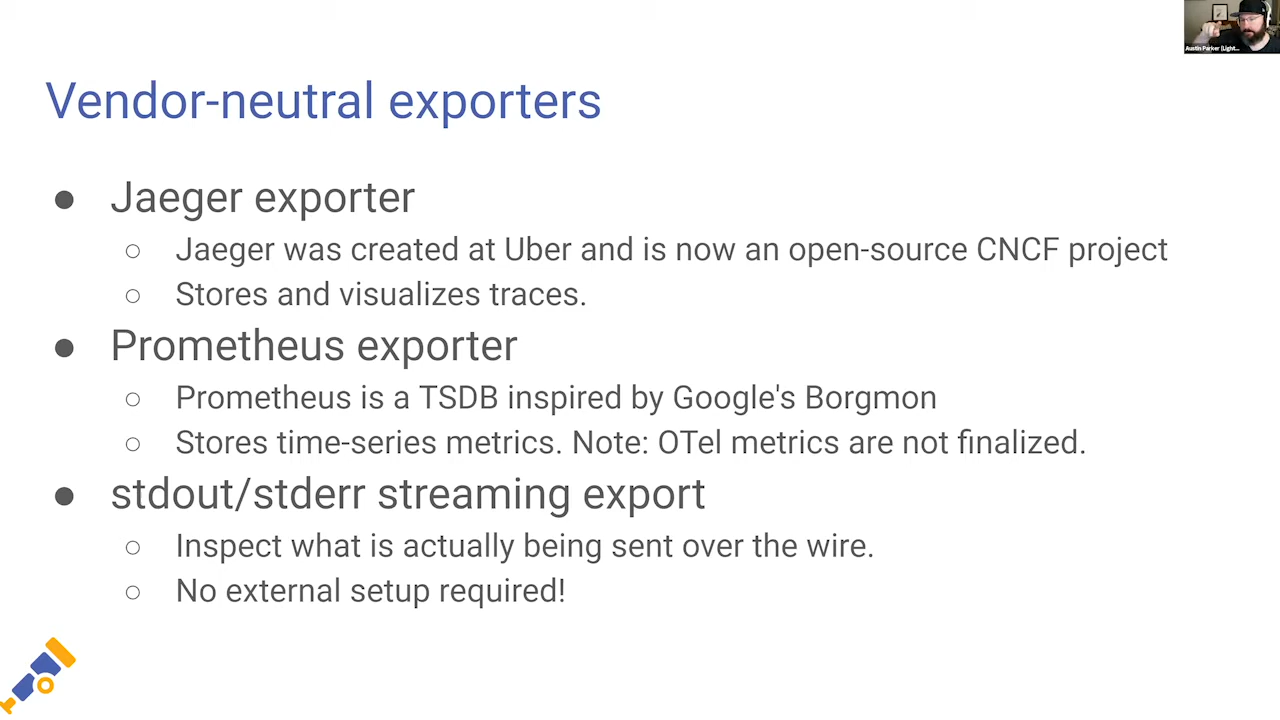 Austin Parker (Light...
Vendor-neutral exporters
● Jaeger exporter
○ Jaeger was created at Uber and is now an open-source CNCF project
○ Stores and visualizes traces.
● Prometheus exporter
○ Prometheus is a TSDB inspired by Google's Borgmon
○ Stores time-series metrics. Note: OTel metrics are not finalized.
● stdout/stderr streaming export
○ Inspect what is actually being sent over the wire.
○ No external setup required!